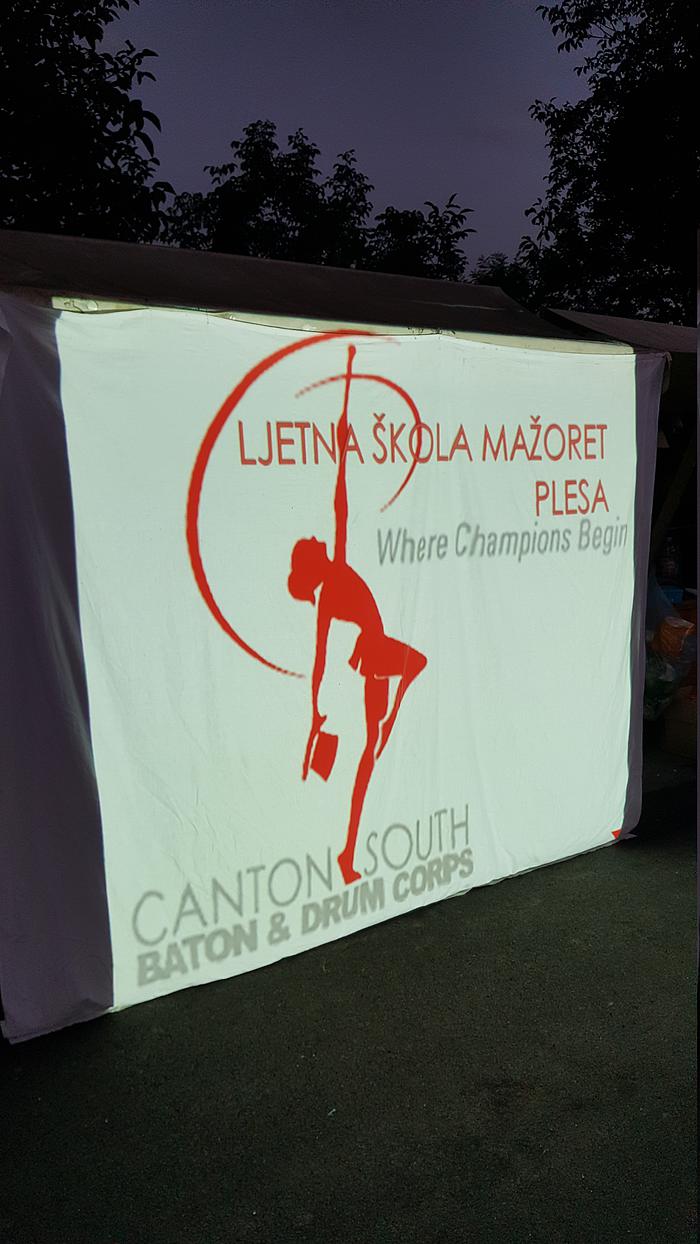 LJETNA ŠKOLA MAŽORET
PLESA
Where Champions Begin
CANTON SOUTH
BATON & DRUM CORPS